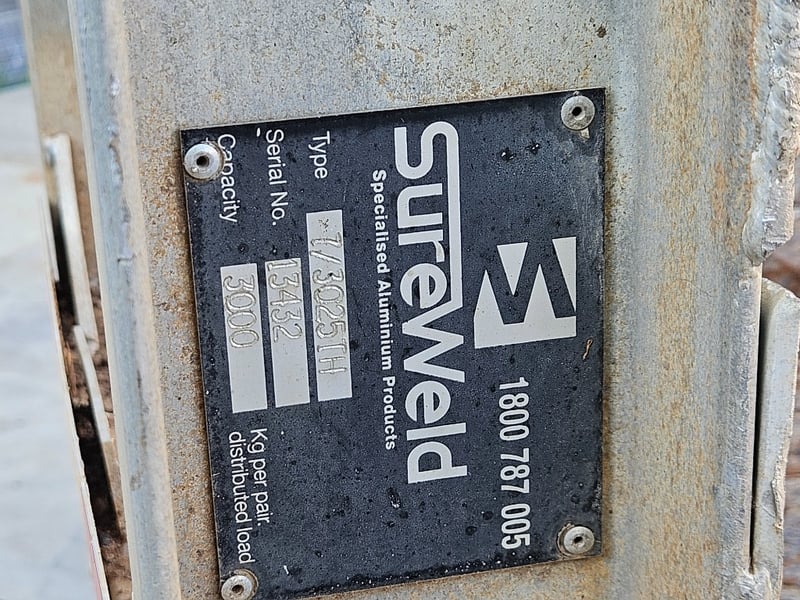 1800 787 005
SureWeld
Specialised Aluminium Products
Type 7/3025TH
Serial No. 13432
Capacity 3000 Kg per pair.
distributed load